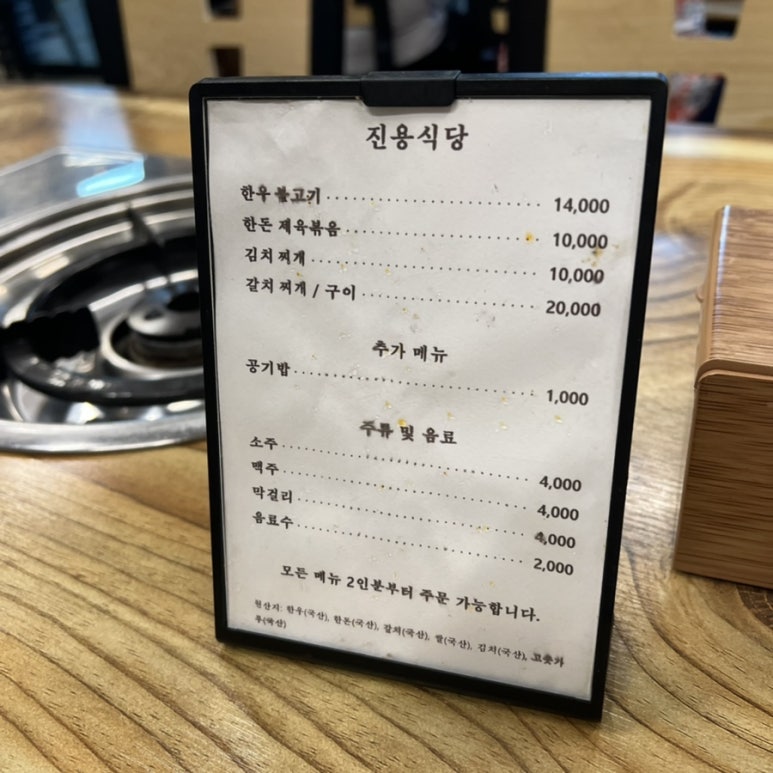 진용식당
한우 불고기 14,000
한돈 제육볶음 10,000
김치 찌개 10,000
갈치 찌개 / 구이 20,000
추가 메뉴
공기밥 1,000
주류 및 음료
소주 4,000
맥주 4,000
막걸리 4,000
음료수 2,000
모든 메뉴 2인분부터 주문 가능합니다.
원산지: 한우(국산), 한돈(국산), 갈치(국산), 쌀(국산), 김치(국산), 고춧가
루(국산)